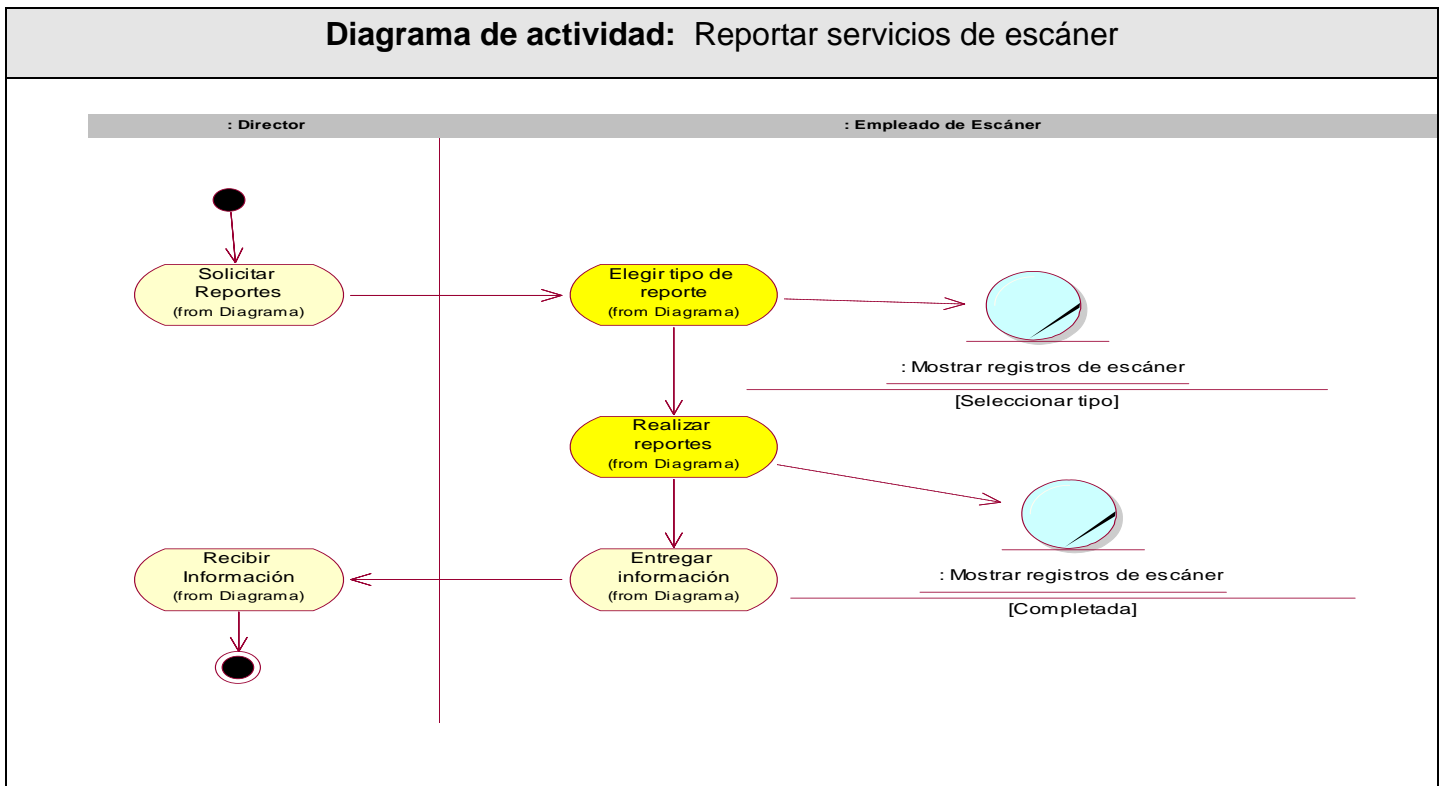 Diagrama de actividad: Reportar servicios de escáner
: Director
: Empleado de Escáner
Solicitar
Reportes
(from Diagrama)
Elegir tipo de
reporte
(from Diagrama)
: Mostrar registros de escáner
[Seleccionar tipo]
Realizar
reportes
(from Diagrama)
Recibir
Información
(from Diagrama)
Entregar
información
(from Diagrama)
: Mostrar registros de escáner
[Completada]